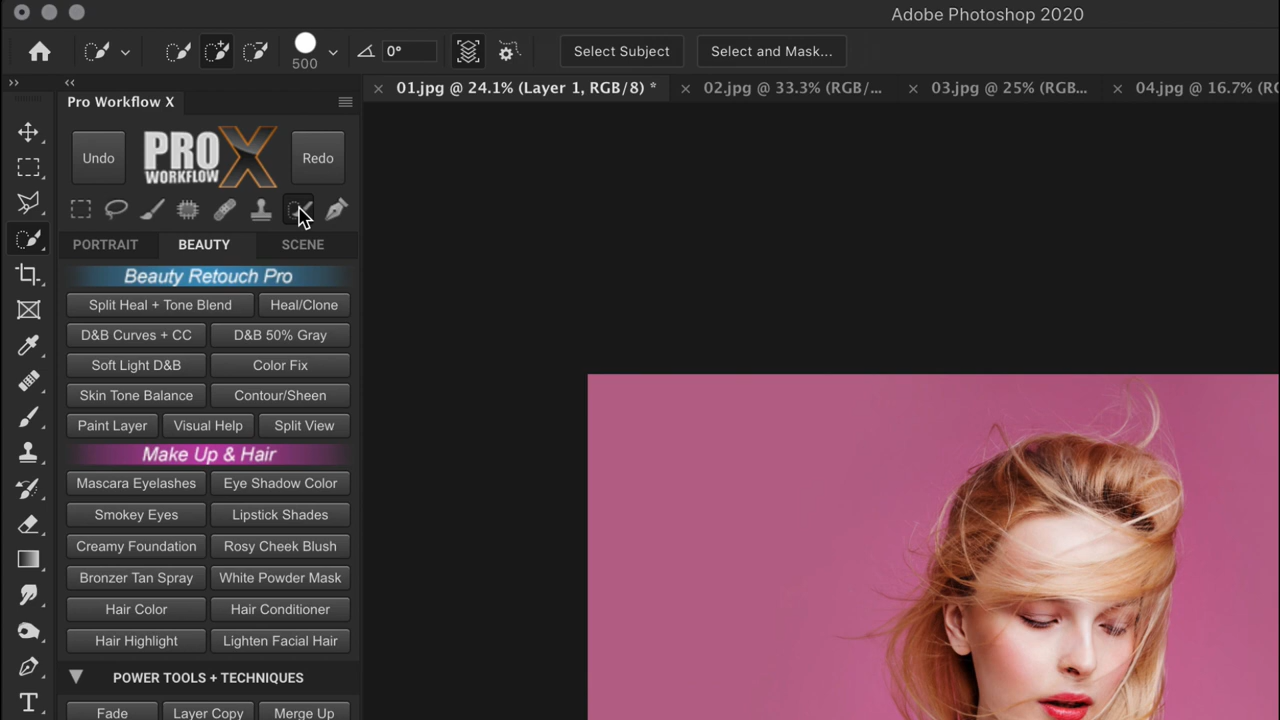 Adobe Photoshop 2020
500
0°
Select Subject
Select and Mask...
01.jpg @ 24.1% (Layer 1, RGB/8) *
02.jpg @ 33.3% (RGB/...
03.jpg @ 25% (RGB...
04.jpg @ 16.7% (R
Pro Workflow X
Undo
PRO X
WORKFLOW
Redo
PORTRAIT
BEAUTY
SCENE
Beauty Retouch Pro
Split Heal + Tone Blend
Heal/Clone
D&B Curves + CC
D&B 50% Gray
Soft Light D&B
Color Fix
Skin Tone Balance
Contour/Sheen
Paint Layer
Visual Help
Split View
Make Up & Hair
Mascara Eyelashes
Eye Shadow Color
Smokey Eyes
Lipstick Shades
Creamy Foundation
Rosy Cheek Blush
Bronzer Tan Spray
White Powder Mask
Hair Color
Hair Conditioner
Hair Highlight
Lighten Facial Hair
POWER TOOLS + TECHNIQUES
Fade
Layer Copy
Merge Up